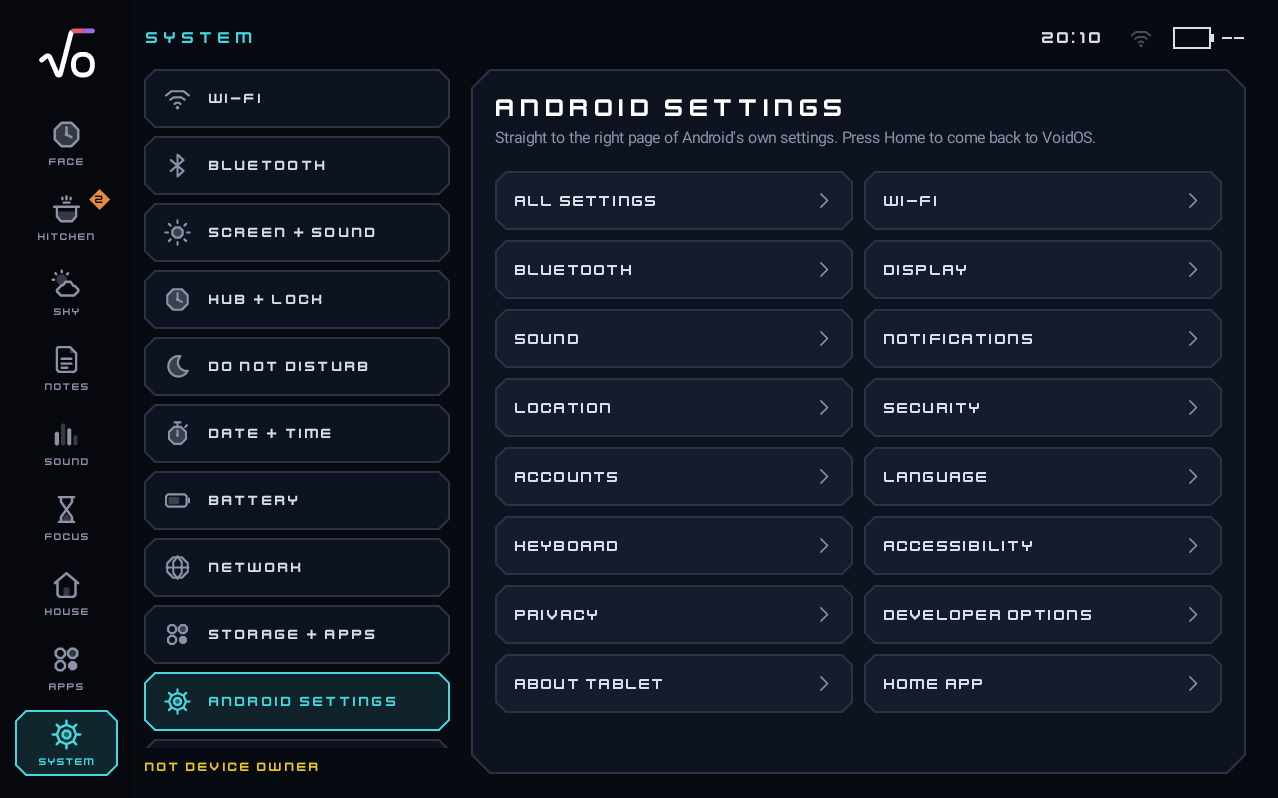 √o
SYSTEM
20:10
--
FACE
2
KITCHEN
SKY
NOTES
SOUND
FOCUS
HOUSE
APPS
SYSTEM
WI-FI
BLUETOOTH
SCREEN + SOUND
HUB + LOCK
DO NOT DISTURB
DATE + TIME
BATTERY
NETWORK
STORAGE + APPS
ANDROID SETTINGS
NOT DEVICE OWNER
ANDROID SETTINGS
Straight to the right page of Android's own settings. Press Home to come back to VoidOS.
ALL SETTINGS
WI-FI
BLUETOOTH
DISPLAY
SOUND
NOTIFICATIONS
LOCATION
SECURITY
ACCOUNTS
LANGUAGE
KEYBOARD
ACCESSIBILITY
PRIVACY
DEVELOPER OPTIONS
ABOUT TABLET
HOME APP